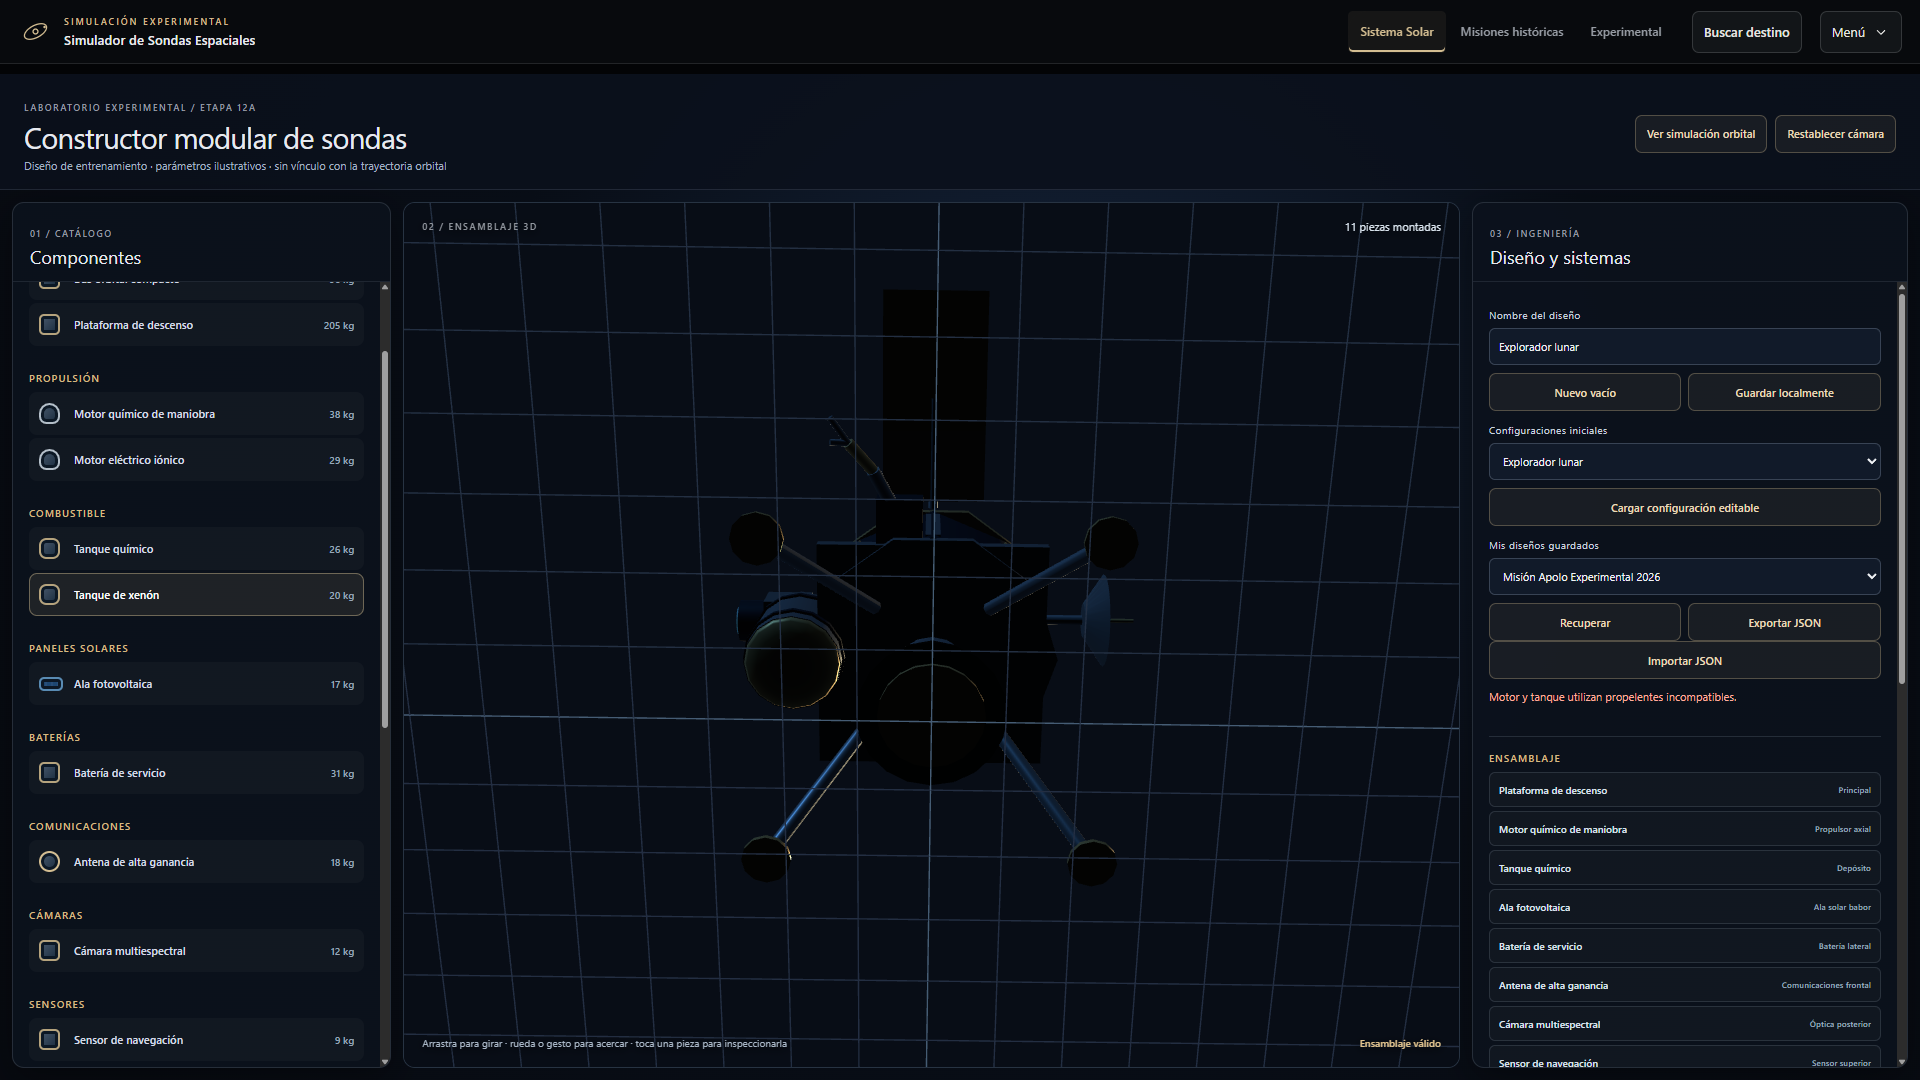 SIMULACIÓN EXPERIMENTAL
Simulador de Sondas Espaciales
Sistema Solar
Misiones históricas
Experimental
Buscar destino
Menú
LABORATORIO EXPERIMENTAL / ETAPA 12A
Constructor modular de sondas
Diseño de entrenamiento · parámetros ilustrativos · sin vínculo con la trayectoria orbital
Ver simulación orbital
Restablecer cámara
01 / CATÁLOGO
Componentes
Plataforma de descenso 205 kg
PROPULSIÓN
Motor químico de maniobra 38 kg
Motor eléctrico iónico 29 kg
COMBUSTIBLE
Tanque químico 26 kg
Tanque de xenón 20 kg
PANELES SOLARES
Ala fotovoltaica 17 kg
BATERÍAS
Batería de servicio 31 kg
COMUNICACIONES
Antena de alta ganancia 18 kg
CÁMARAS
Cámara multiespectral 12 kg
SENSORES
Sensor de navegación 9 kg
02 / ENSAMBLAJE 3D
11 piezas montadas
Arrastra para girar · rueda o gesto para acercar · toca una pieza para inspeccionarla
Ensamblaje válido
03 / INGENIERÍA
Diseño y sistemas
Nombre del diseño
Explorador lunar
Nuevo vacío
Guardar localmente
Configuraciones iniciales
Explorador lunar
Cargar configuración editable
Mis diseños guardados
Misión Apolo Experimental 2026
Recuperar
Exportar JSON
Importar JSON
Motor y tanque utilizan propelentes incompatibles.
ENSAMBLAJE
Plataforma de descenso Principal
Motor químico de maniobra Propulsor axial
Tanque químico Depósito
Ala fotovoltaica Ala solar babor
Batería de servicio Batería lateral
Antena de alta ganancia Comunicaciones frontal
Cámara multiespectral Óptica posterior
Sensor de navegación Sensor superior